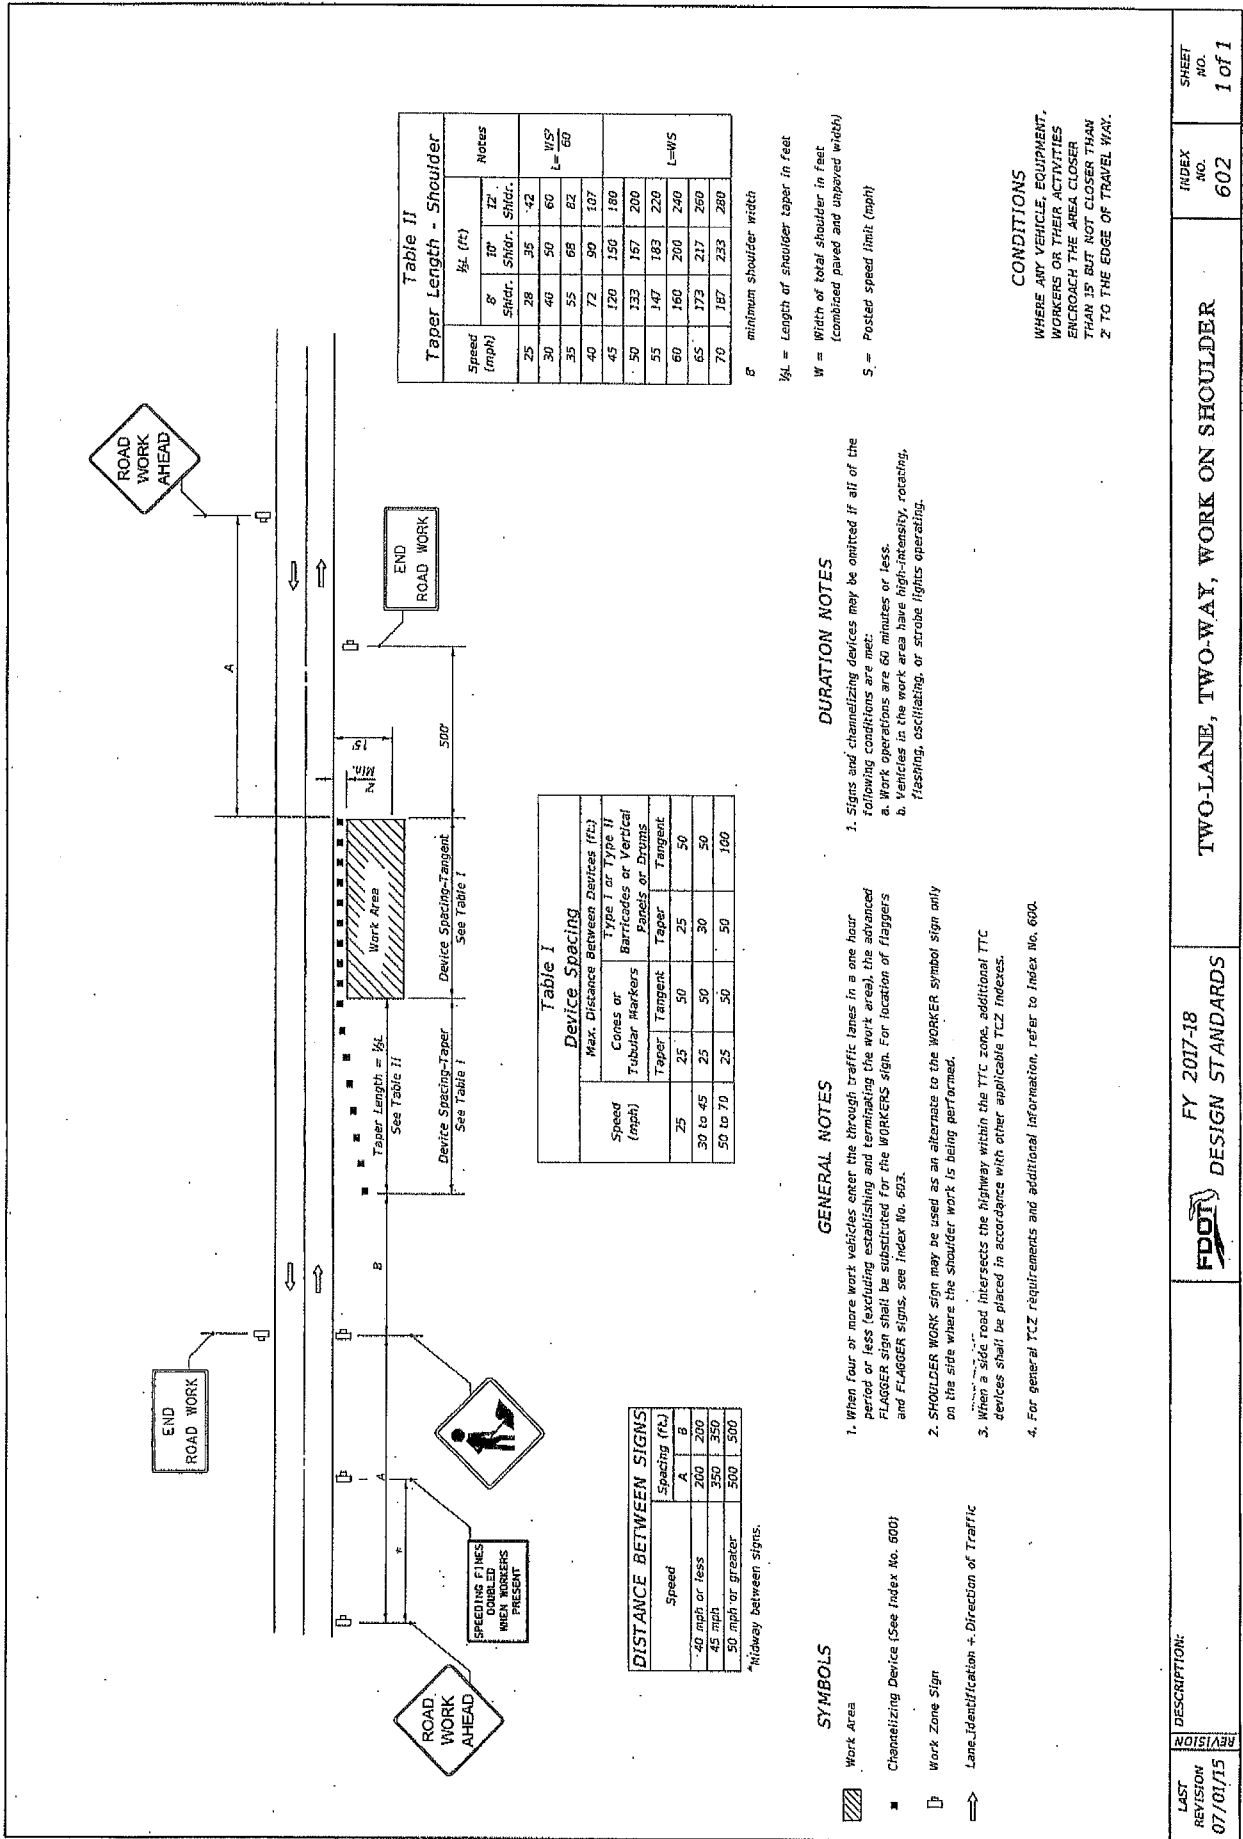 ROAD
WORK
AHEAD
SPEEDING FINES
DOUBLED
WHEN WORKERS
PRESENT
END
ROAD WORK
*
A
B
Taper Length = ½L
See Table II
Device Spacing-Taper
See Table I
Work Area
Device Spacing-Tangent
See Table I
2'
Min.
15'
500'
A
END
ROAD WORK
ROAD
WORK
AHEAD
DISTANCE BETWEEN SIGNS
Speed Spacing (ft.)
A B
40 mph or less 200 200
45 mph 350 350
50 mph or greater 500 500
*Midway between signs.
Table I
Device Spacing
Speed (mph) Max. Distance Between Devices (ft.)
Cones or Tubular Markers Type I or Type II Barricades or Vertical Panels or Drums
Taper Tangent Taper Tangent
25 25 50 25 50
30 to 45 25 50 30 50
50 to 70 25 50 50 100
Table II
Taper Length - Shoulder
Speed (mph) ½L (ft) Notes
8' Shldr. 10' Shldr. 12' Shldr.
25 28 35 42
30 40 50 60
35 55 68 82
40 72 90 107
L= WS²/60
45 120 150 180
50 133 167 200
55 147 183 220
60 160 200 240
65 173 217 260
70 187 233 280
L=WS
8' minimum shoulder width
½L = Length of shoulder taper in feet
W = Width of total shoulder in feet
(combined paved and unpaved width)
S = Posted speed limit (mph)
SYMBOLS
Work Area
Channelizing Device (See Index No. 600)
Work Zone Sign
Lane Identification + Direction of Traffic
GENERAL NOTES
1. When four or more work vehicles enter the through traffic lanes in a one hour
period or less (excluding establishing and terminating the work area), the advanced
FLAGGER sign shall be substituted for the WORKERS sign. For location of flaggers
and FLAGGER signs, see Index No. 603.
2. SHOULDER WORK sign may be used as an alternate to the WORKER symbol sign only
on the side where the shoulder work is being performed.
3. When a side road intersects the highway within the TTC zone, additional TTC
devices shall be placed in accordance with other applicable TCZ Indexes.
4. For general TCZ requirements and additional information, refer to Index No. 600.
DURATION NOTES
1. Signs and channelizing devices may be omitted if all of the
following conditions are met:
a. Work operations are 60 minutes or less.
b. Vehicles in the work area have high-intensity, rotating,
flashing, oscillating, or strobe lights operating.
CONDITIONS
WHERE ANY VEHICLE, EQUIPMENT,
WORKERS OR THEIR ACTIVITIES
ENCROACH THE AREA CLOSER
THAN 15' BUT NOT CLOSER THAN
2' TO THE EDGE OF TRAVEL WAY.
LAST
REVISION
07/01/15
REVISION
DESCRIPTION:
FDOT
FY 2017-18
DESIGN STANDARDS
TWO-LANE, TWO-WAY, WORK ON SHOULDER
INDEX
NO.
602
SHEET
NO.
1 of 1